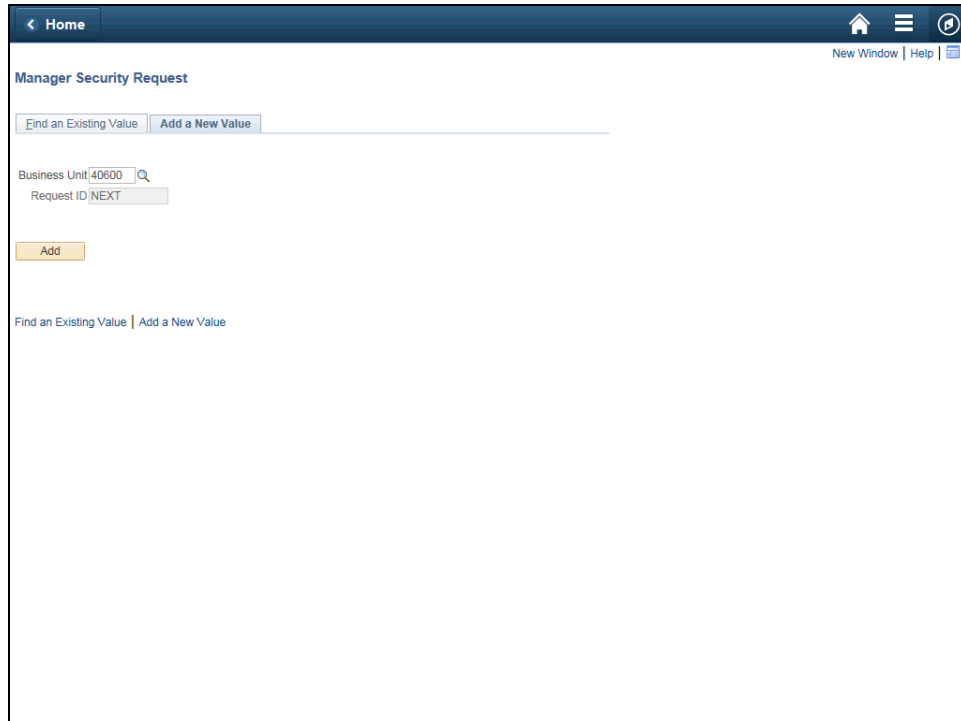 Home
New Window | Help |
Manager Security Request
Find an Existing Value Add a New Value
Business Unit 40600
Request ID NEXT
Add
Find an Existing Value | Add a New Value